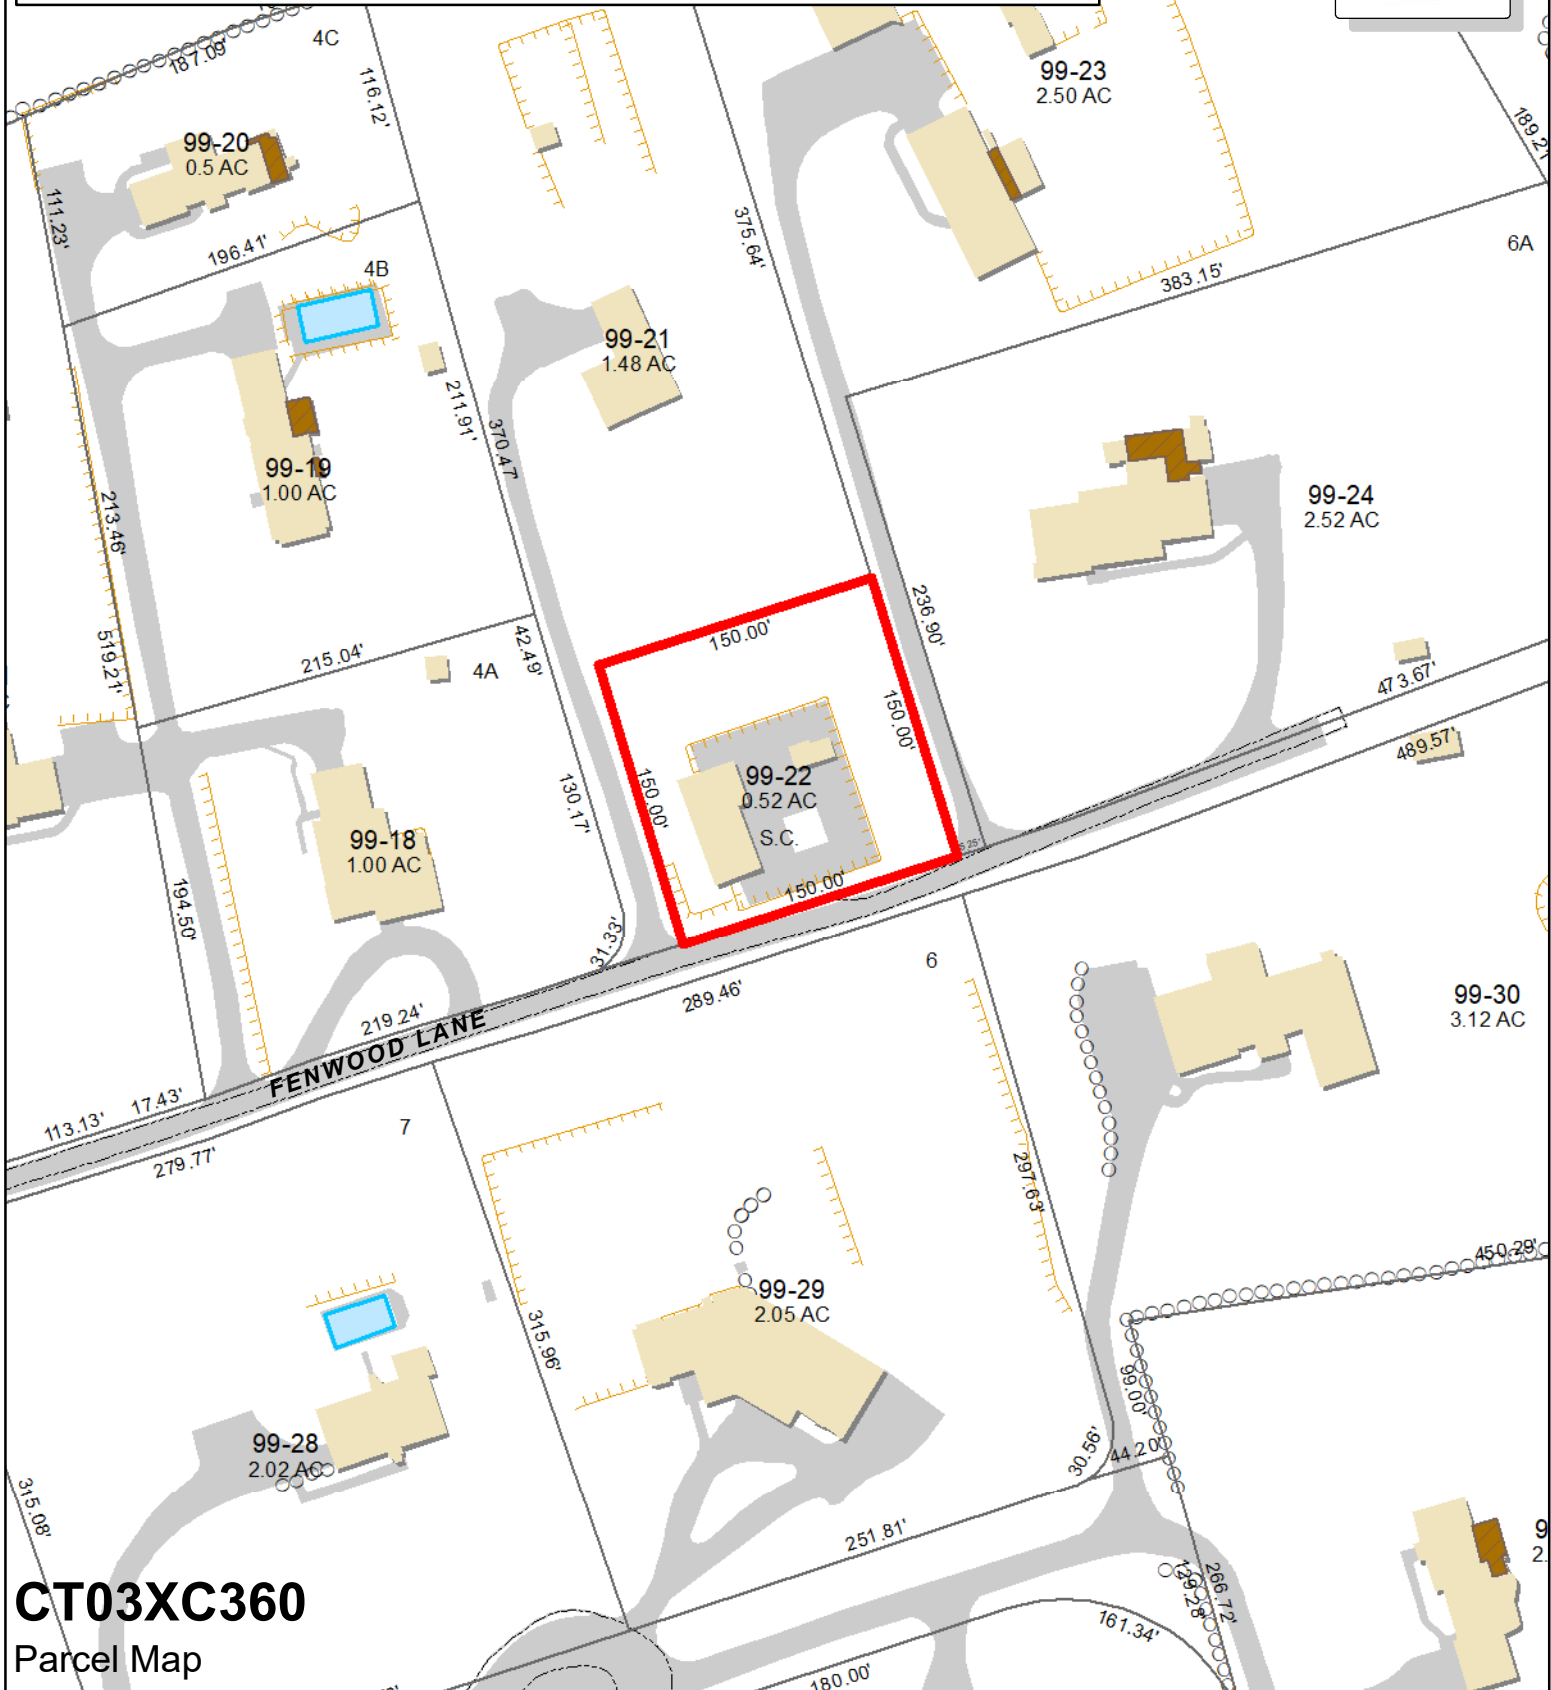 4C
187.09'
116.12'
99-23
2.50 AC
99-20
0.5 AC
111.23'
196.41'
375.64'
6A
4B
383.15'
99-21
1.48 AC
211.91'
370.47'
99-19
1.00 AC
213.46'
99-24
2.52 AC
236.90'
150.00'
42.49'
519.21'
215.04'
4A
473.67'
150.00'
489.57'
150.00'
99-22
0.52 AC
S.C.
130.17'
99-18
1.00 AC
150.00'
194.50'
31.33'
6
289.46'
99-30
3.12 AC
219.24'
FENWOOD LANE
17.43'
113.13'
7
279.77'
297.63'
450.29'
99-29
2.05 AC
315.96'
99.00'
99-28
2.02 AC
30.56'
44.20'
315.08'
251.81'
266.72'
129.28'
161.34'
180.00'
CT03XC360
Parcel Map